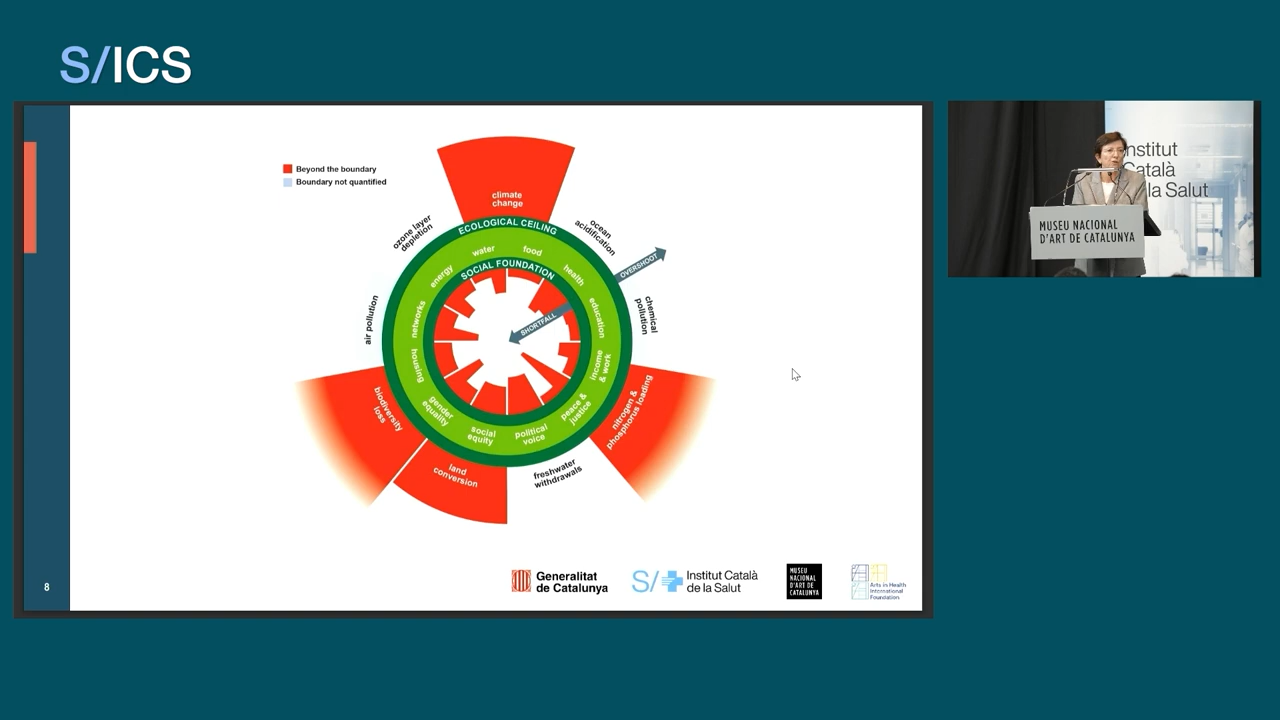 S/ICS
Beyond the boundary
Boundary not quantified
climate
change
ozone layer
depletion
ocean
acidification
ECOLOGICAL CEILING
OVERSHOOT
water
food
energy
SOCIAL FOUNDATION
health
air pollution
networks
SHORTFALL
education
chemical
pollution
housing
income
& work
biodiversity
loss
gender
equality
social
equity
political
voice
peace &
justice
nitrogen &
phosphorus loading
land
conversion
freshwater
withdrawals
8
Generalitat
de Catalunya
S/
Institut Català
de la Salut
MUSEU
NACIONAL
D'ART DE
CATALUNYA
Arts in Health
International
Foundation
nstitut
Català
la Salut
MUSEU NACIONAL
D'ART DE CATALUNYA